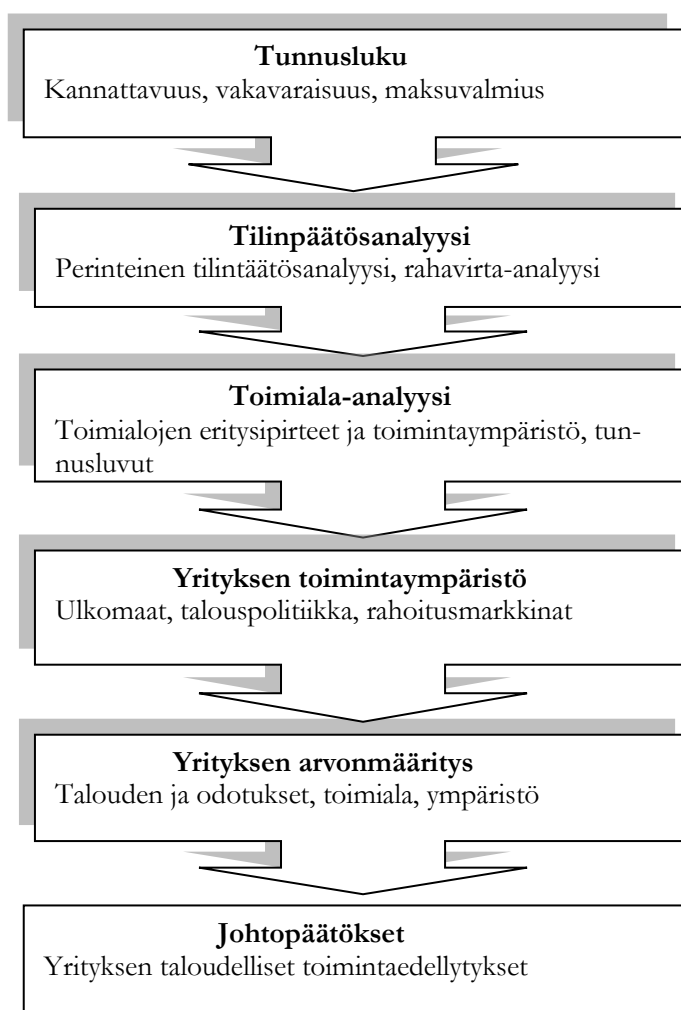 Tunnusluku
Kannattavuus, vakavaraisuus, maksuvalmius
Tilinpäätösanalyysi
Perinteinen tilintäätösanalyysi, rahavirta-analyysi
Toimiala-analyysi
Toimialojen eritysipirteet ja toimintaympäristö, tun-
nusluvut
Yrityksen toimintaympäristö
Ulkomaat, talouspolitiikka, rahoitusmarkkinat
Yrityksen arvonmääritys
Talouden ja odotukset, toimiala, ympäristö
Johtopäätökset
Yrityksen taloudelliset toimintaedellytykset